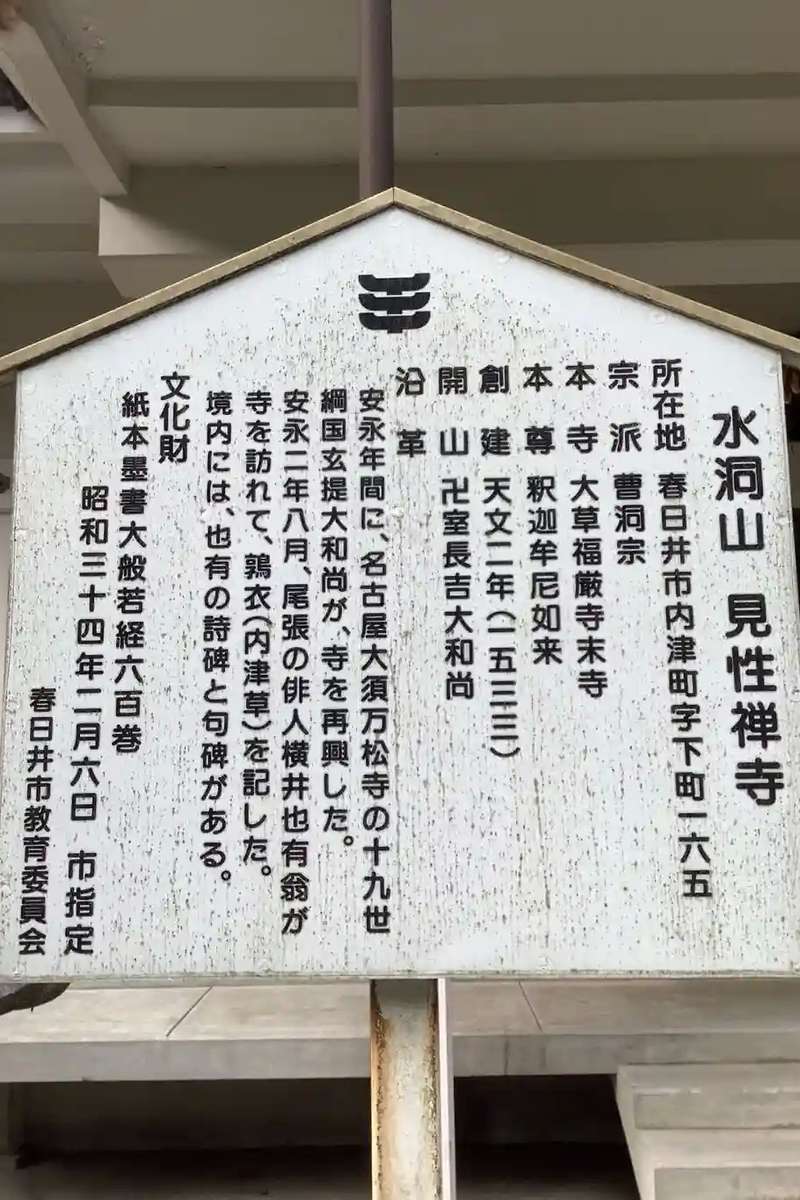 水洞山 見性禅寺
所在地 春日井市内津町字下町一六五
宗派 曹洞宗
本寺 大草福厳寺末寺
本尊 釈迦牟尼如来
創建 天文二年(一五三三)
開山 卍室長吉大和尚
沿革
安永年間に、名古屋大須万松寺の十九世
綱国玄提大和尚が、寺を再興した。
安永二年八月、尾張の俳人横井也有翁が
寺を訪れて、鶉衣(内津草)を記した。
境内には、也有の詩碑と句碑がある。
文化財
紙本墨書大般若経六百巻
昭和三十四年二月六日 市指定
春日井市教育委員会